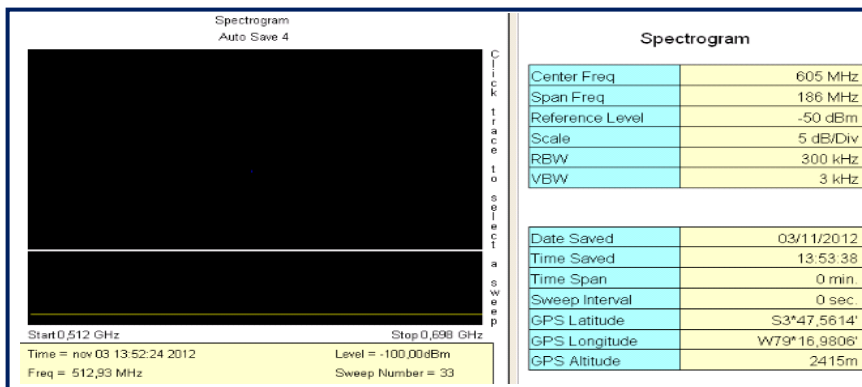 Spectrogram
Auto Save 4
Click trace to select a sweep
Start 0,512 GHz
Stop 0,698 GHz
Time = nov 03 13:52:24 2012
Level = -100,00dBm
Freq = 512,93 MHz
Sweep Number = 33
Spectrogram
Center Freq 605 MHz
Span Freq 186 MHz
Reference Level -50 dBm
Scale 5 dB/Div
RBW 300 kHz
VBW 3 kHz
Date Saved 03/11/2012
Time Saved 13:53:38
Time Span 0 min.
Sweep Interval 0 sec.
GPS Latitude S3*47,5614'
GPS Longitude W79*16,9806'
GPS Altitude 2415m